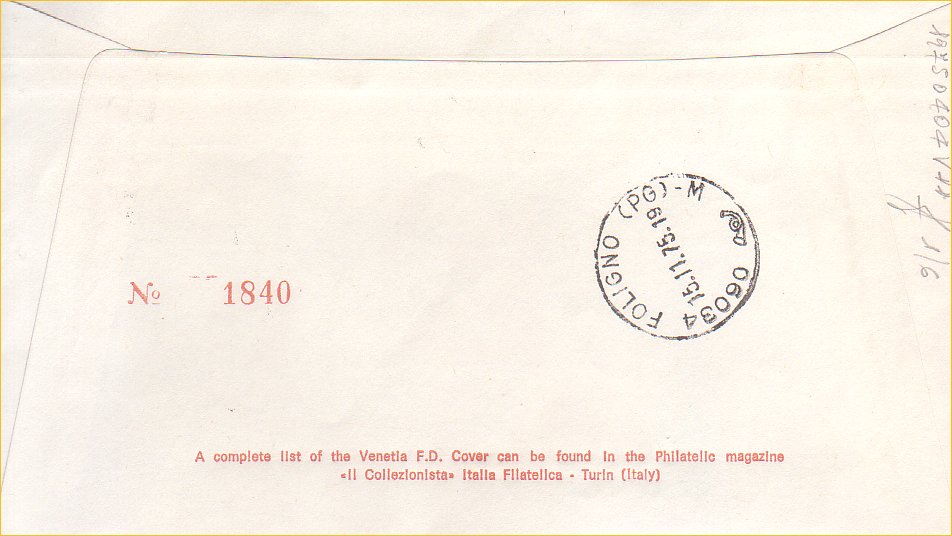 No 1840
FOLIGNO (PG) - M
06034
15.11.75.19
A complete list of the Venetia F.D. Cover can be found in the Philatelic magazine
«Il Collezionista» Italia Filatelica - Turin (Italy)